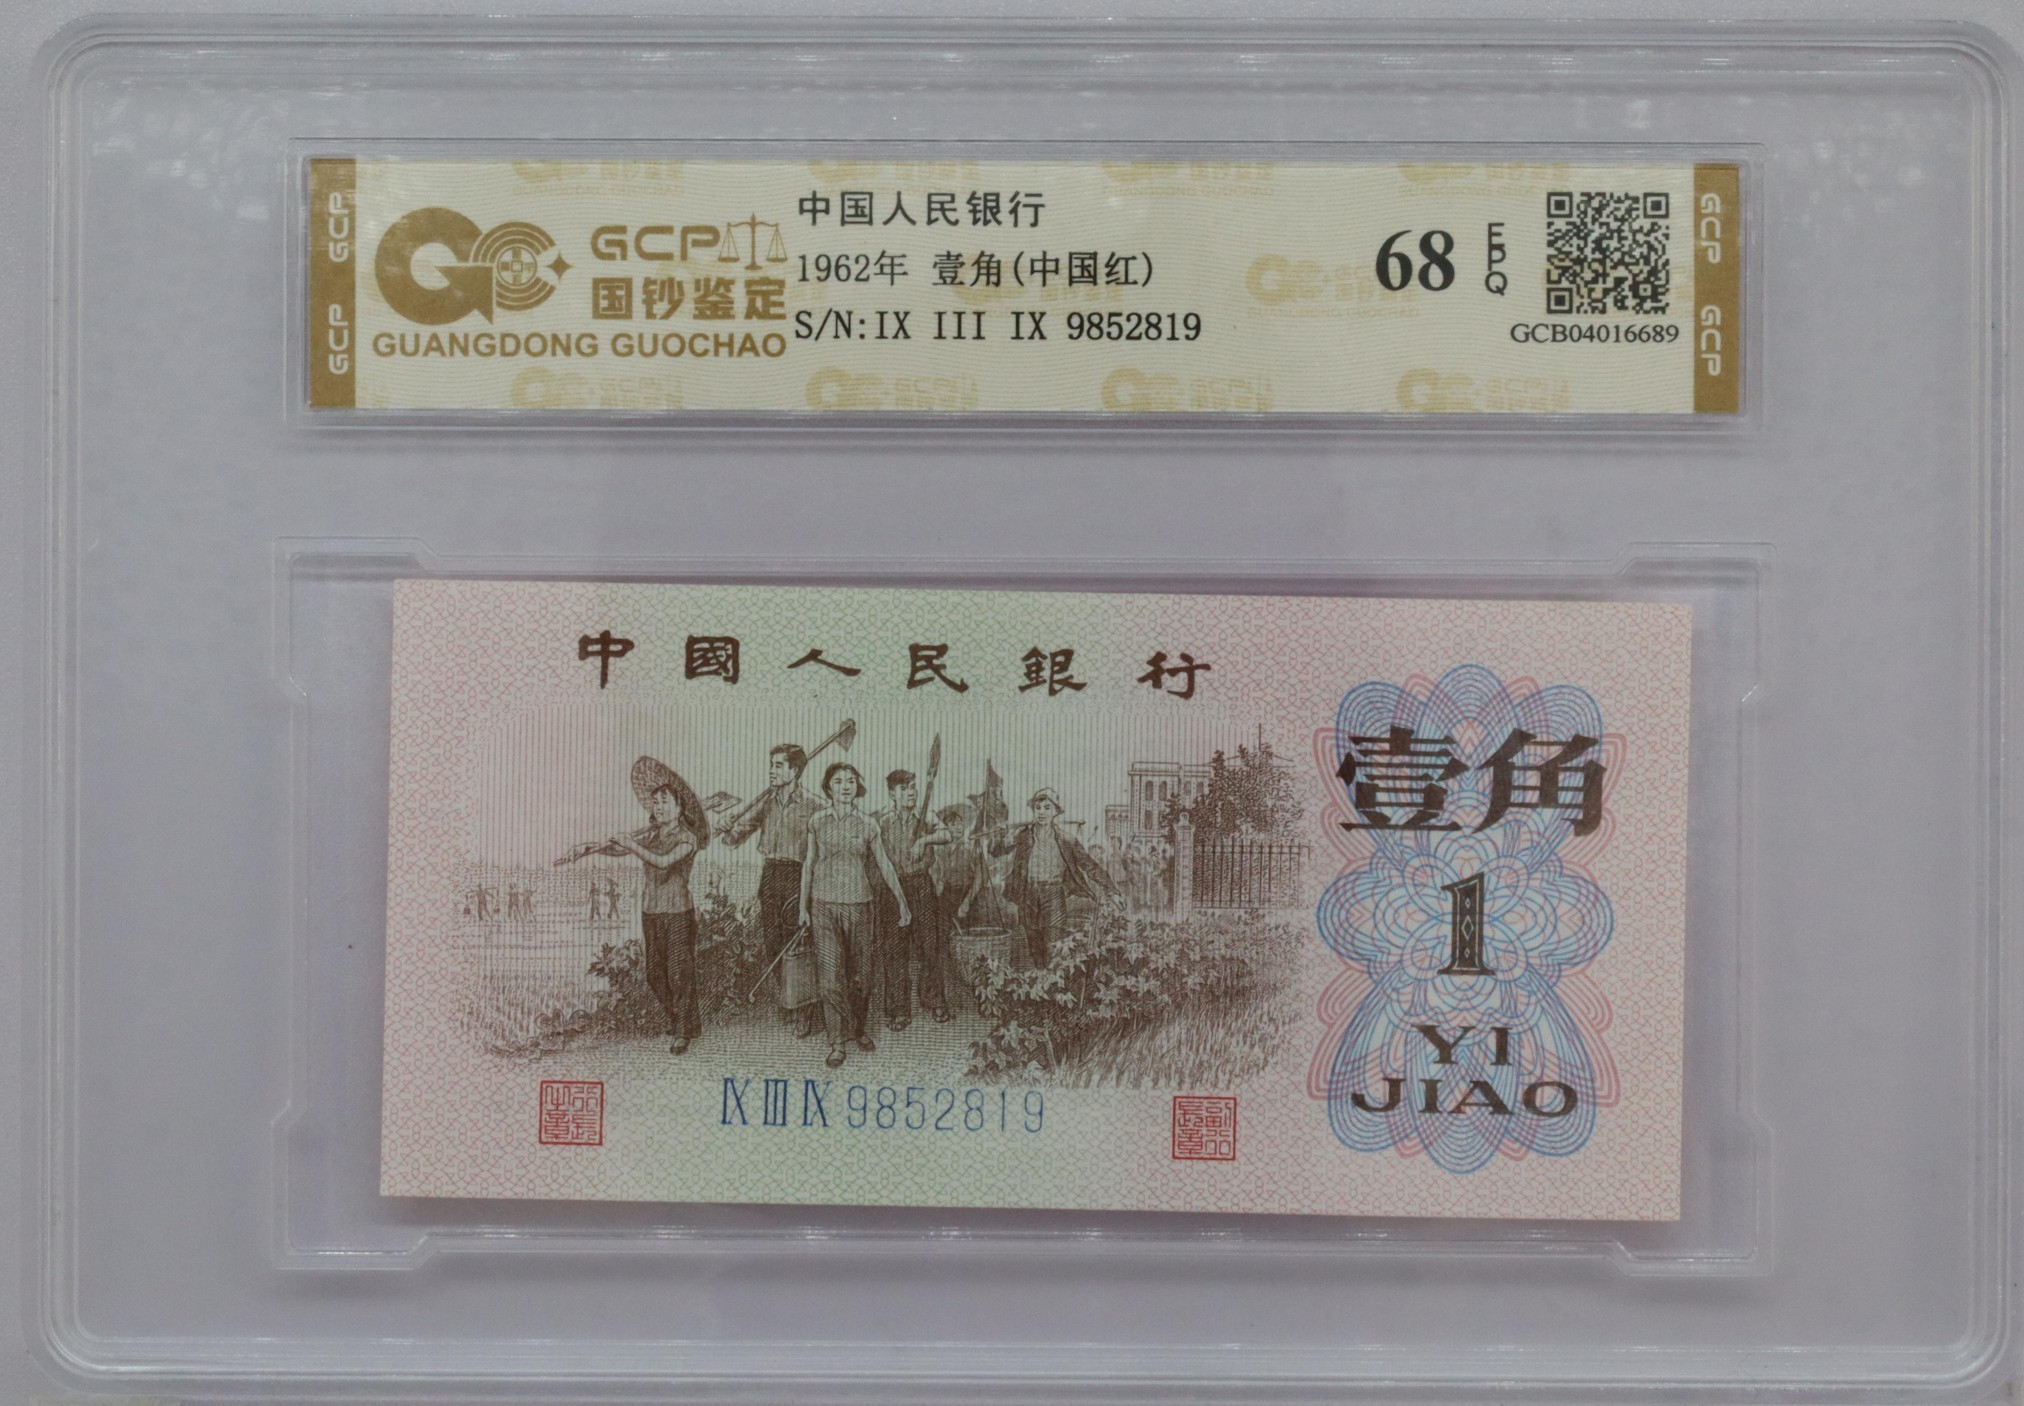 GCP
GCP
GCP
国钞鉴定
GUANGDONG GUOCHAO
中国人民银行
1962年 壹角(中国红)
S/N:IX III IX 9852819
68
EPQ
GCB04016689
GCP
GCP
中國人民銀行
壹角
1
YI
JIAO
IX III IX 9852819